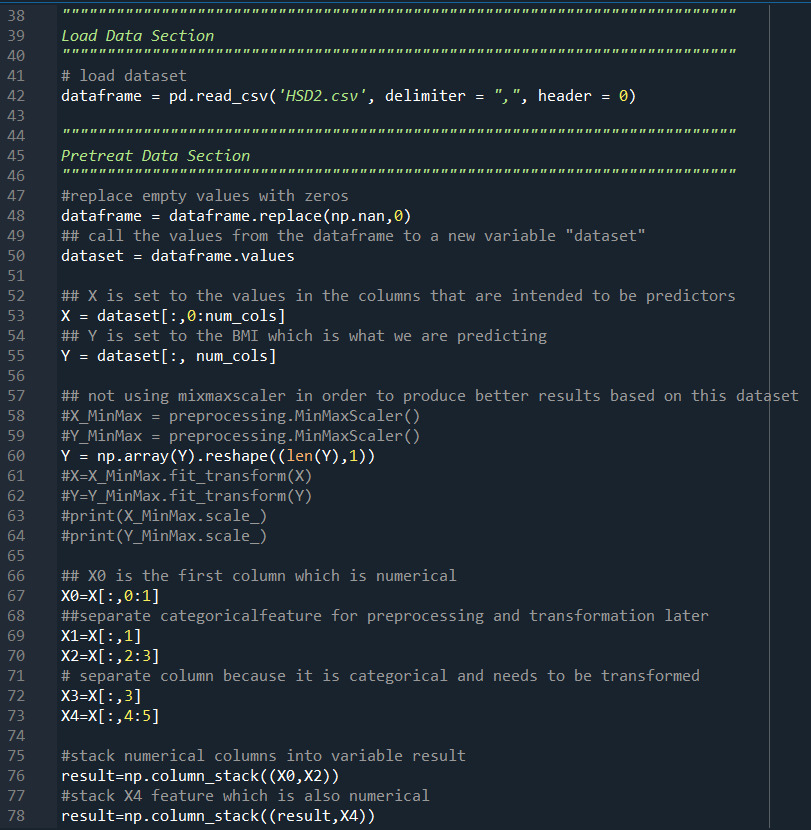 38 """""""""""""""""""""""""""""""""""""""""""""""""""""""""""""""""""""""""""
39 Load Data Section
40 """""""""""""""""""""""""""""""""""""""""""""""""""""""""""""""""""""""""""
41 # load dataset
42 dataframe = pd.read_csv('HSD2.csv', delimiter = ",", header = 0)
43
44 """""""""""""""""""""""""""""""""""""""""""""""""""""""""""""""""""""""""""
45 Pretreat Data Section
46 """""""""""""""""""""""""""""""""""""""""""""""""""""""""""""""""""""""""""
47 #replace empty values with zeros
48 dataframe = dataframe.replace(np.nan,0)
49 ## call the values from the dataframe to a new variable "dataset"
50 dataset = dataframe.values
51
52 ## X is set to the values in the columns that are intended to be predictors
53 X = dataset[:,0:num_cols]
54 ## Y is set to the BMI which is what we are predicting
55 Y = dataset[:, num_cols]
56
57 ## not using mixmaxscaler in order to produce better results based on this dataset
58 #X_MinMax = preprocessing.MinMaxScaler()
59 #Y_MinMax = preprocessing.MinMaxScaler()
60 Y = np.array(Y).reshape((len(Y),1))
61 #X=X_MinMax.fit_transform(X)
62 #Y=Y_MinMax.fit_transform(Y)
63 #print(X_MinMax.scale_)
64 #print(Y_MinMax.scale_)
65
66 ## X0 is the first column which is numerical
67 X0=X[:,0:1]
68 ##separate categoricalfeature for preprocessing and transformation later
69 X1=X[:,1]
70 X2=X[:,2:3]
71 # separate column because it is categorical and needs to be transformed
72 X3=X[:,3]
73 X4=X[:,4:5]
74
75 #stack numerical columns into variable result
76 result=np.column_stack((X0,X2))
77 #stack X4 feature which is also numerical
78 result=np.column_stack((result,X4))